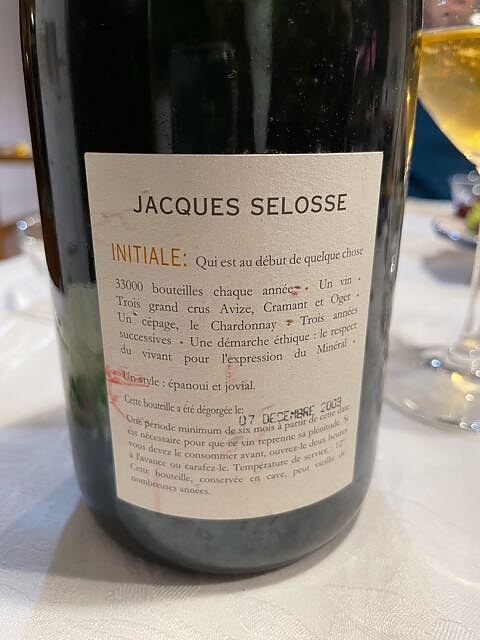 JACQUES SELOSSE
INITIALE: Qui est au début de quelque chose
33000 bouteilles chaque année • Un vin •
Trois grand crus Avize, Cramant et Oger •
Un cépage, le Chardonnay • Trois années
successives • Une démarche éthique : le respect
du vivant pour l'expression du Minéral •
Un style : épanoui et jovial.
Cette bouteille a été dégorgée le:
07 DECEMBRE 2009
Une période minimum de six mois à partir de cette date
est nécessaire pour que ce vin reprenne sa plénitude. Si
vous devez le consommer avant, ouvrez-le deux heures
à l'avance ou carafez-le. Température de service : 12°
Cette bouteille, conservée en cave, peut vieillir de
nombreuses années.